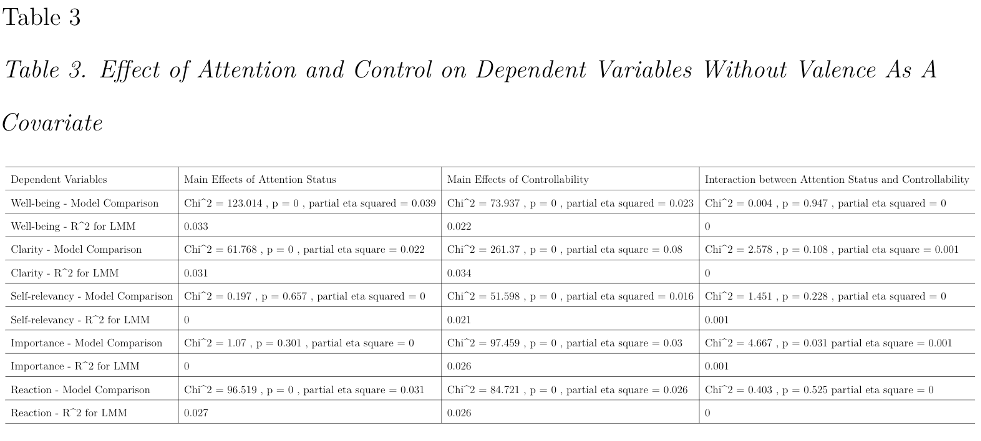 Table 3
Table 3. Effect of Attention and Control on Dependent Variables Without Valence As A
Covariate
Dependent Variables Main Effects of Attention Status Main Effects of Controllability Interaction between Attention Status and Controllability
Well-being - Model Comparison Chi^2 = 123.014 , p = 0 , partial eta squared = 0.039 Chi^2 = 73.937 , p = 0 , partial eta squared = 0.023 Chi^2 = 0.004 , p = 0.947 , partial eta squared = 0
Well-being - R^2 for LMM 0.033 0.022 0
Clarity - Model Comparison Chi^2 = 61.768 , p = 0 , partial eta square = 0.022 Chi^2 = 261.37 , p = 0 , partial eta square = 0.08 Chi^2 = 2.578 , p = 0.108 , partial eta square = 0.001
Clarity - R^2 for LMM 0.031 0.034 0
Self-relevancy - Model Comparison Chi^2 = 0.197 , p = 0.657 , partial eta squared = 0 Chi^2 = 51.598 , p = 0 , partial eta squared = 0.016 Chi^2 = 1.451 , p = 0.228 , partial eta squared = 0
Self-relevancy - R^2 for LMM 0 0.021 0.001
Importance - Model Comparison Chi^2 = 1.07 , p = 0.301 , partial eta square = 0 Chi^2 = 97.459 , p = 0 , partial eta square = 0.03 Chi^2 = 4.667 , p = 0.031 partial eta square = 0.001
Importance - R^2 for LMM 0 0.026 0.001
Reaction - Model Comparison Chi^2 = 96.519 , p = 0 , partial eta square = 0.031 Chi^2 = 84.721 , p = 0 , partial eta square = 0.026 Chi^2 = 0.403 , p = 0.525 partial eta square = 0
Reaction - R^2 for LMM 0.027 0.026 0